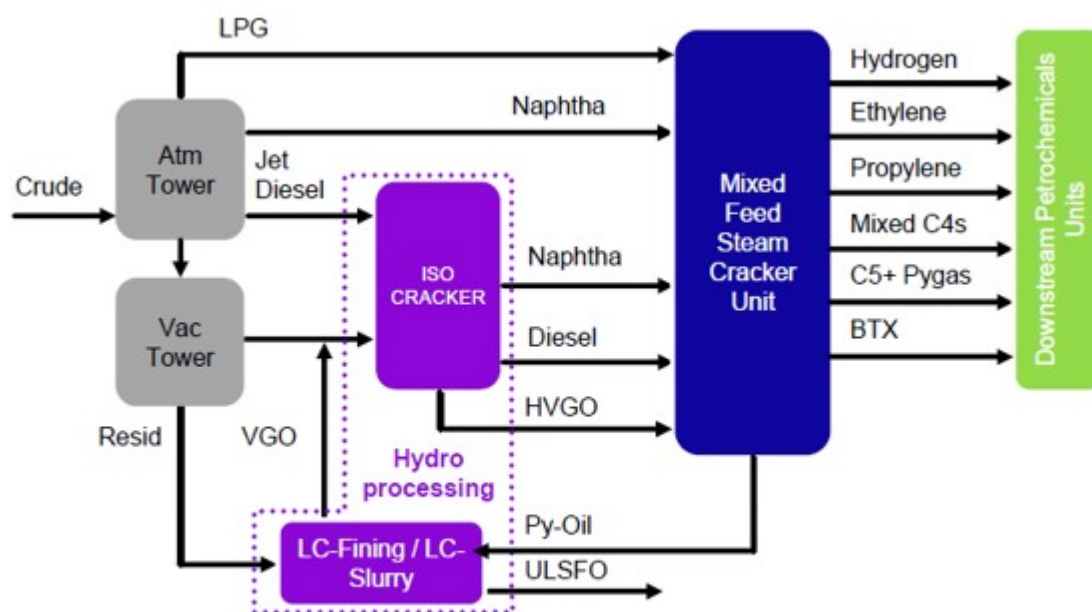 LPG
Naphtha
Atm
Tower
Jet
Diesel
Crude
ISO
CRACKER
Naphtha
Diesel
HVGO
Vac
Tower
Resid
VGO
Hydro
processing
LC-Fining / LC-
Slurry
Py-Oil
ULSFO
Mixed
Feed
Steam
Cracker
Unit
Hydrogen
Ethylene
Propylene
Mixed C4s
C5+ Pygas
BTX
Downstream Petrochemicals
Units